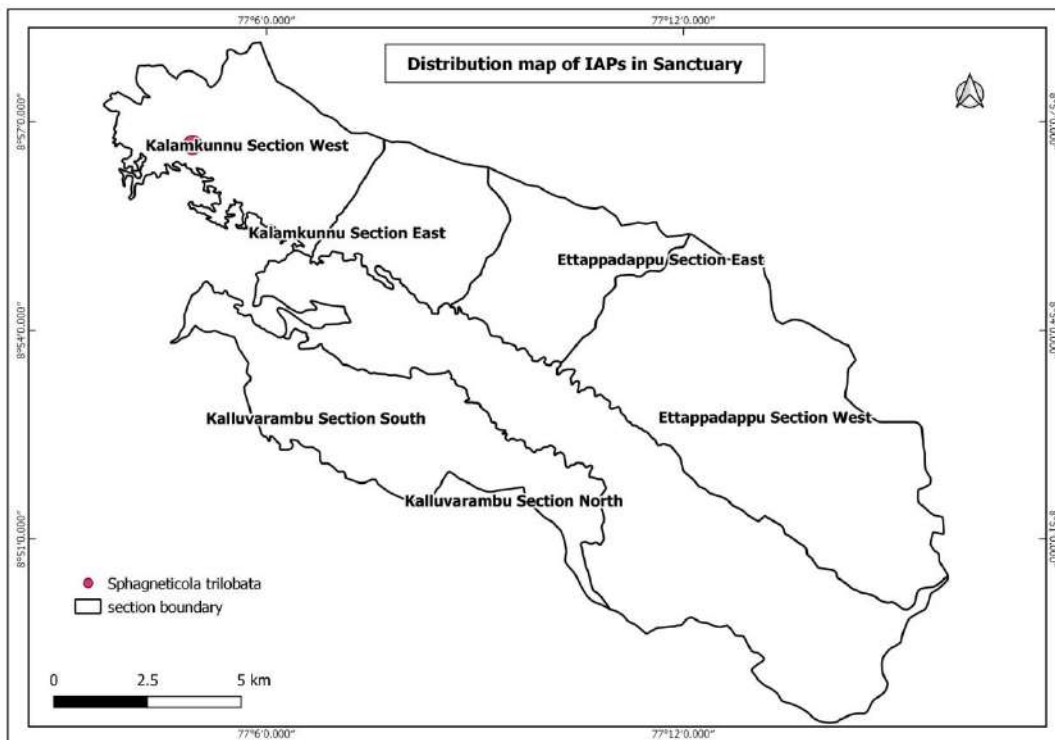 77°6'0.000"
77°12'0.000"
Distribution map of IAPs in Sanctuary
8°57'0.000"
8°57'0.000"
Kalamkunnu Section West
Kalamkunnu Section East
Ettappadappu Section East
8°54'0.000"
8°54'0.000"
Kalluvarambu Section South
Ettappadappu Section West
Kalluvarambu Section North
8°51'0.000"
8°51'0.000"
Sphagneticola trilobata
section boundary
0 2.5 5 km
77°6'0.000"
77°12'0.000"